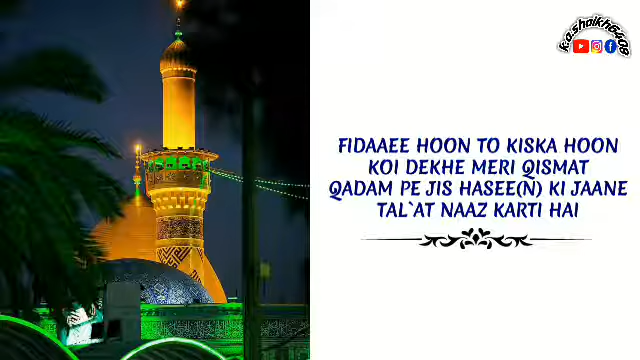 k.a.shaikh6408
FIDAAEE HOON TO KISKA HOON
KOI DEKHE MERI QISMAT
QADAM PE JIS HASEE(N) KI JAANE
TAL`AT NAAZ KARTI HAI